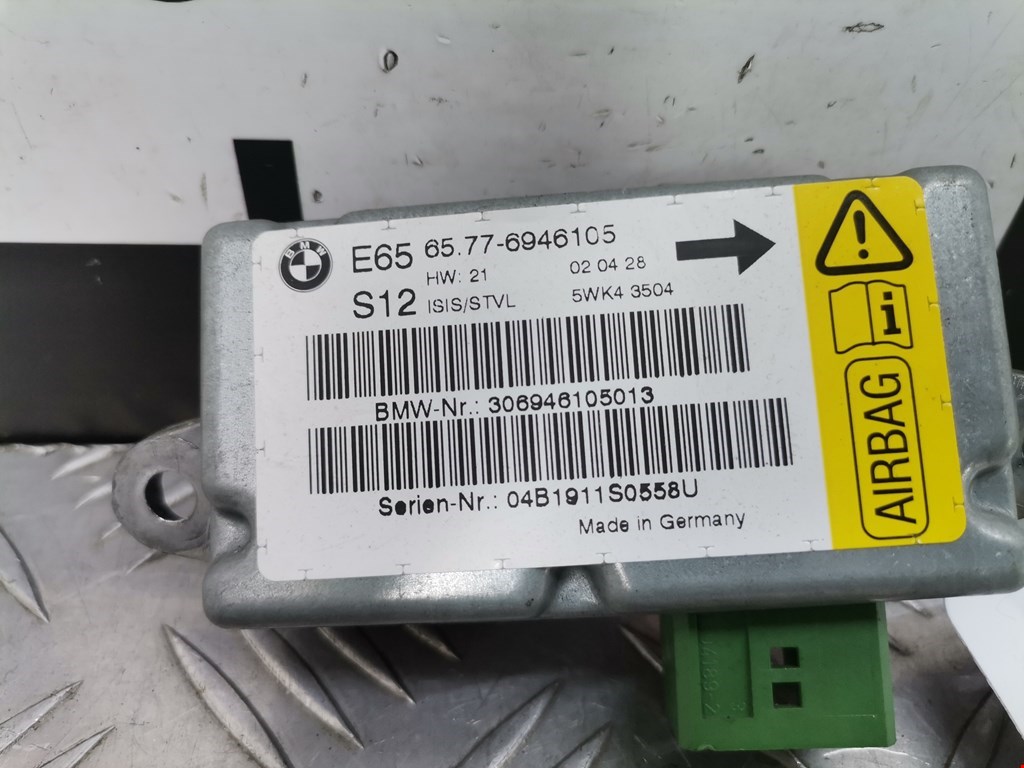 BMW
E65 65.77-6946105
HW: 21 02 04 28
S12 ISIS/STVL 5WK4 3504
BMW-Nr.: 306946105013
Serien-Nr.: 04B1911S0558U
Made in Germany
! 
i
AIRBAG